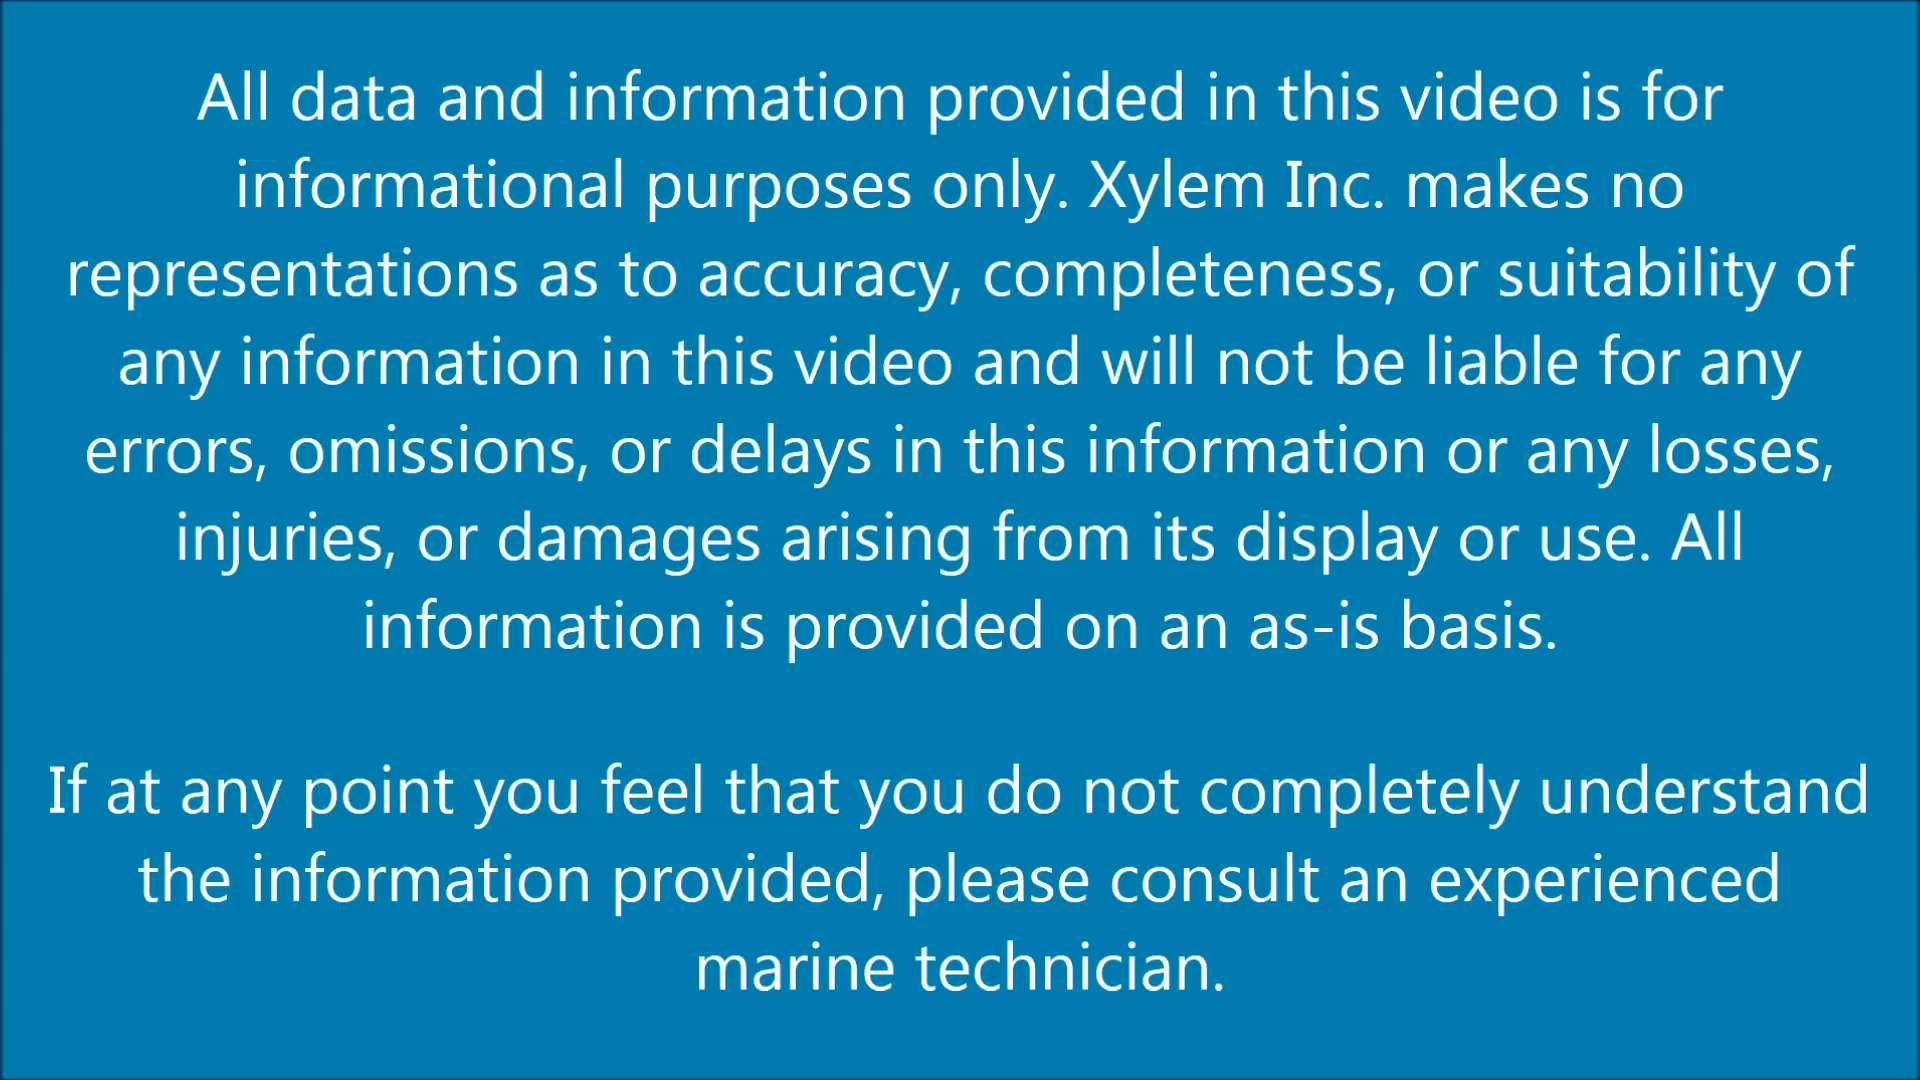 All data and information provided in this video is for
informational purposes only. Xylem Inc. makes no
representations as to accuracy, completeness, or suitability of
any information in this video and will not be liable for any
errors, omissions, or delays in this information or any losses,
injuries, or damages arising from its display or use. All
information is provided on an as-is basis.
If at any point you feel that you do not completely understand
the information provided, please consult an experienced
marine technician.